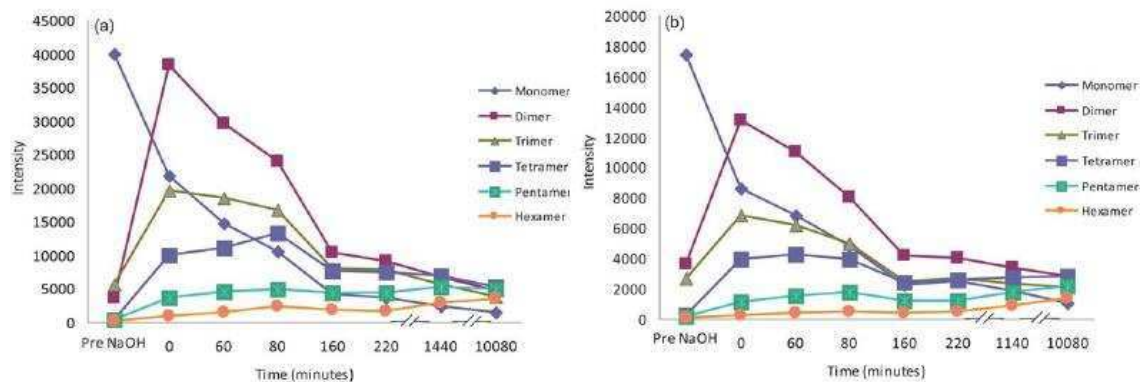 (a)
45000
40000
35000
30000
25000
20000
15000
10000
5000
0
Intensity
Pre NaOH 0 60 80 160 220 1440 10080
Time (minutes)
Monomer
Dimer
Trimer
Tetramer
Pentamer
Hexamer
(b)
20000
18000
16000
14000
12000
10000
8000
6000
4000
2000
0
Intensity
Pre NaOH 0 60 80 160 220 1140 10080
Time (minutes)
Monomer
Dimer
Trimer
Tetramer
Pentamer
Hexamer